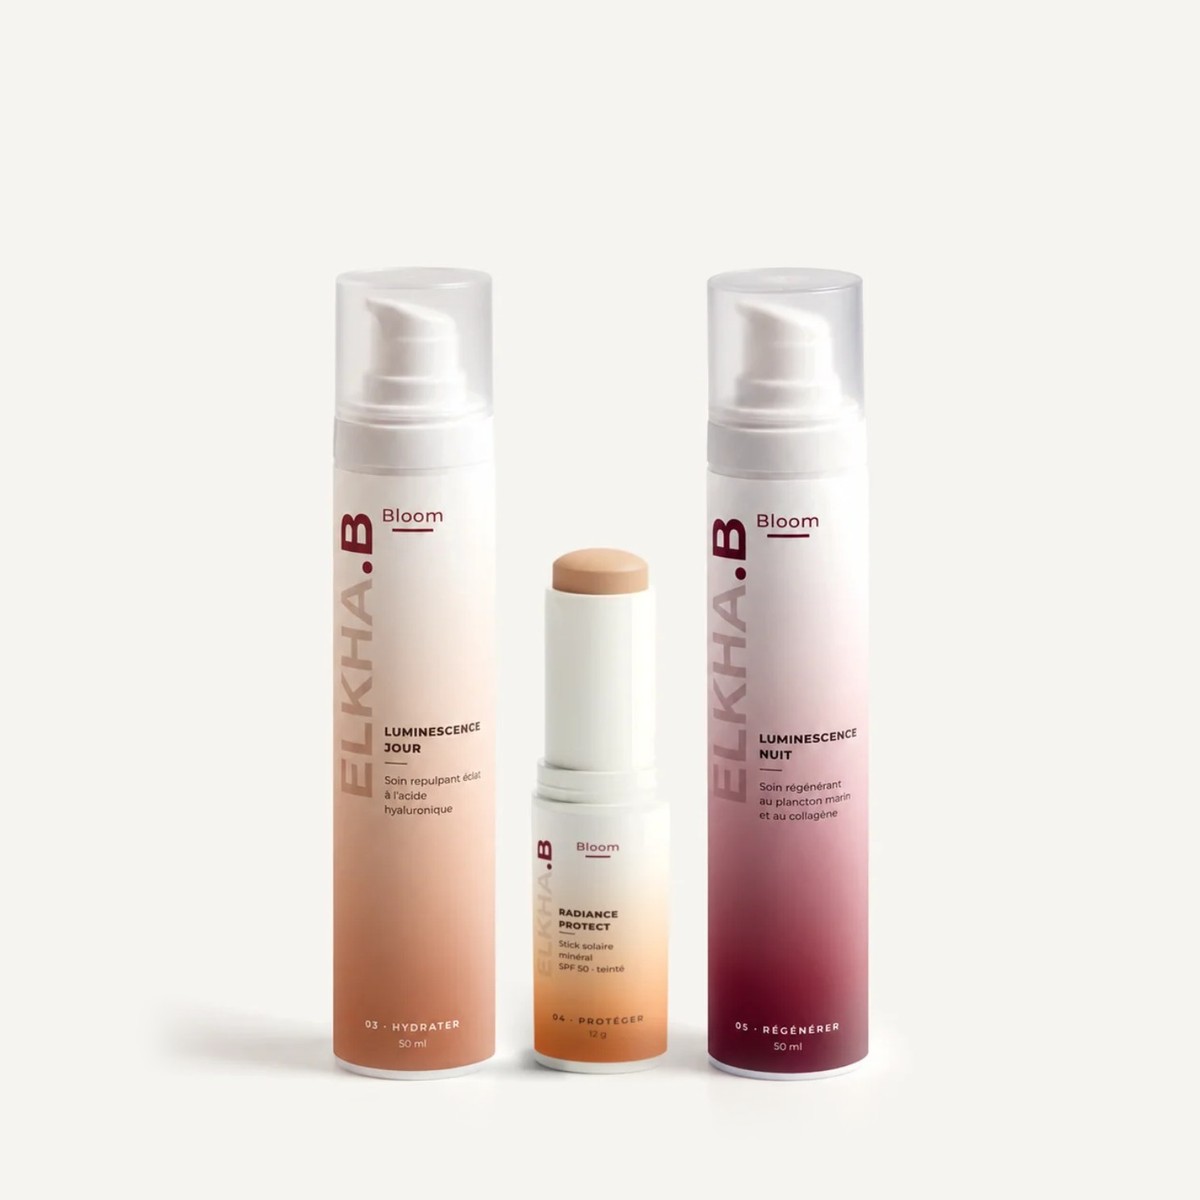 ELKHA.B
Bloom
LUMINESCENCE
JOUR
Soin repulpant éclat
à l'acide
hyaluronique
03 · HYDRATER
50 ml
ELKHA.B
Bloom
RADIANCE
PROTECT
Stick solaire
minéral
SPF 50 - teinté
04 · PROTÉGER
12 g
ELKHA.B
Bloom
LUMINESCENCE
NUIT
Soin régénérant
au plancton marin
et au collagène
05 · RÉGÉNÉRER
50 ml